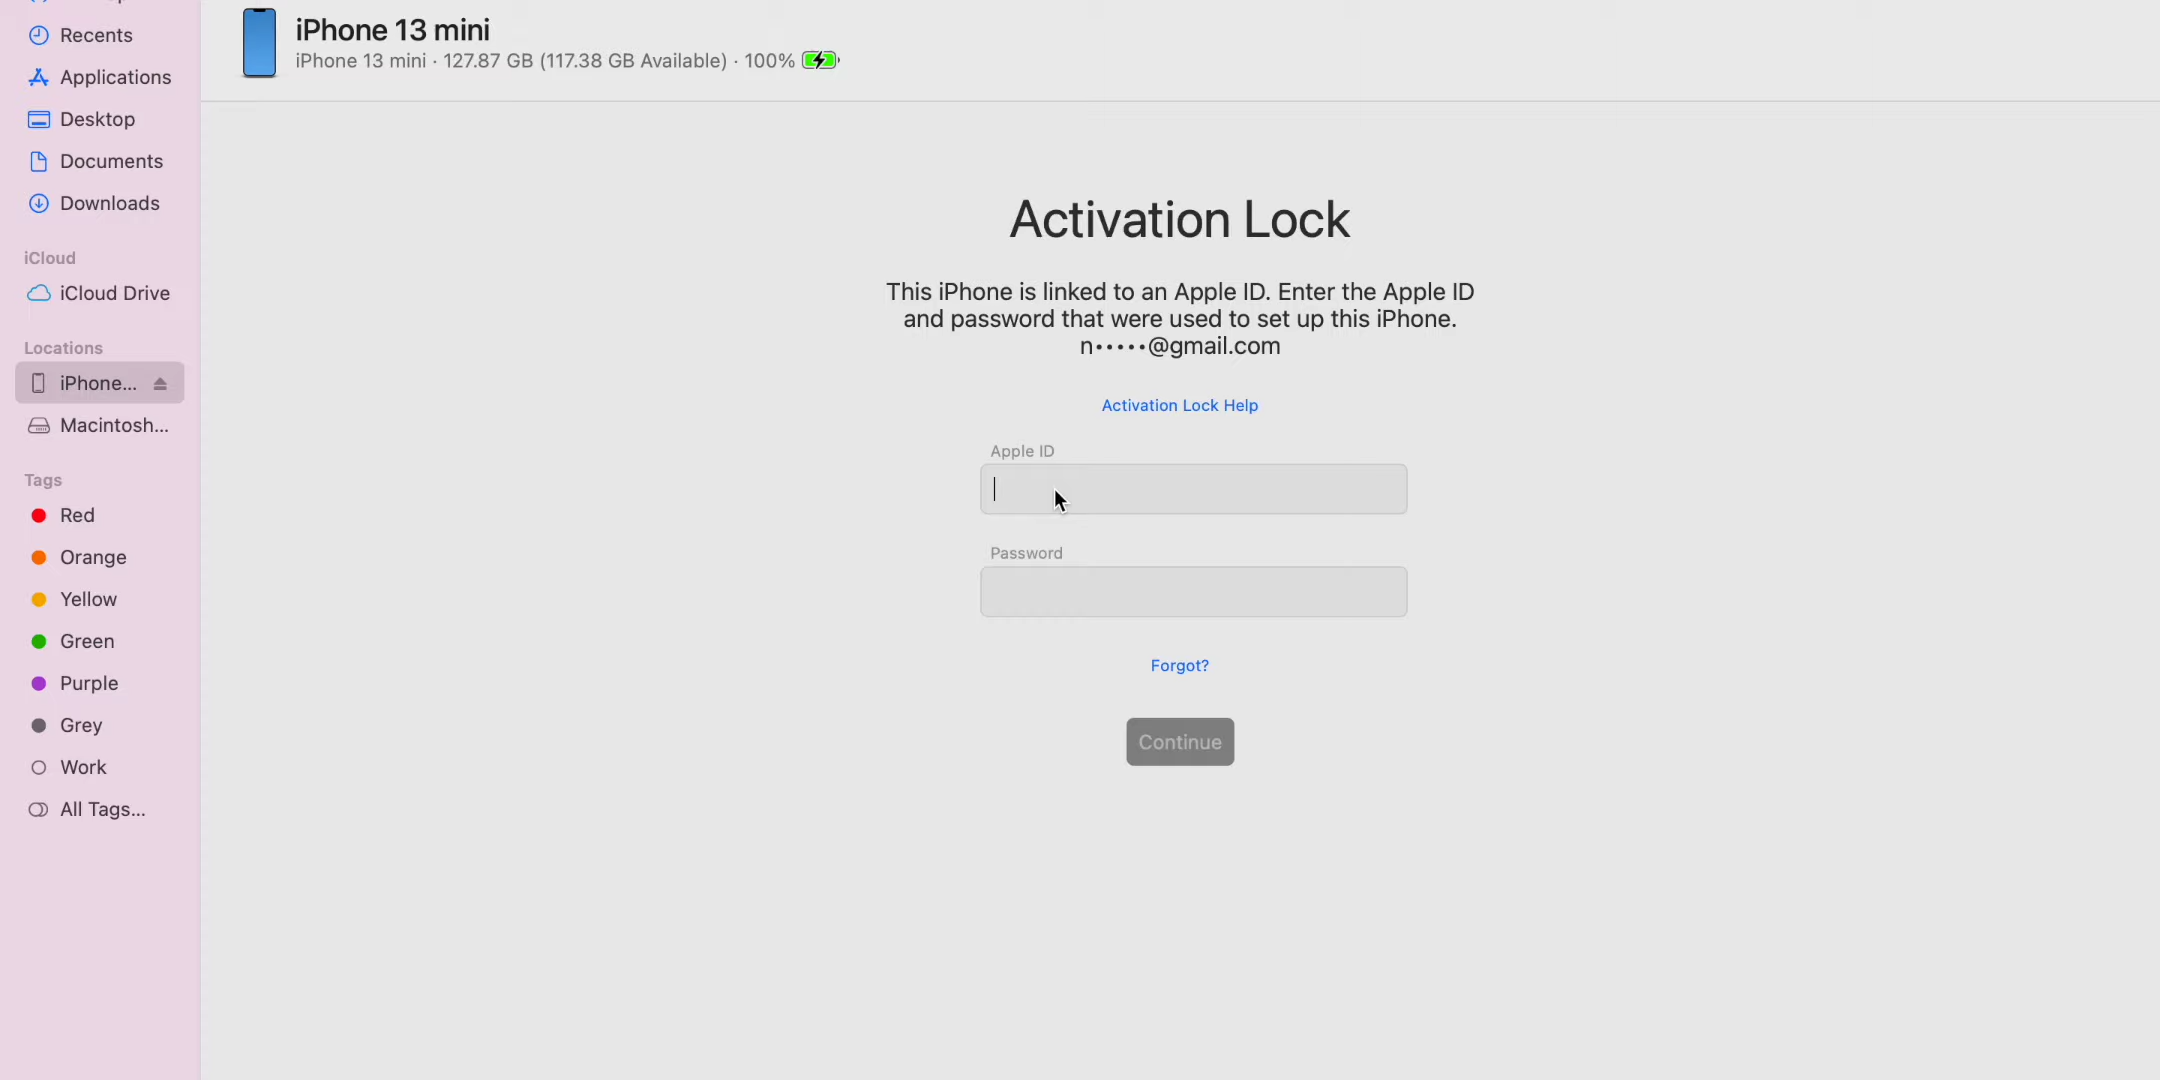 Recents
Applications
Desktop
Documents
Downloads
iCloud
iCloud Drive
Locations
iPhone...
Macintosh...
Tags
Red
Orange
Yellow
Green
Purple
Grey
Work
All Tags...
iPhone 13 mini
iPhone 13 mini · 127.87 GB (117.38 GB Available) · 100%
Activation Lock
This iPhone is linked to an Apple ID. Enter the Apple ID
and password that were used to set up this iPhone.
n•••••@gmail.com
Activation Lock Help
Apple ID
Password
Forgot?
Continue